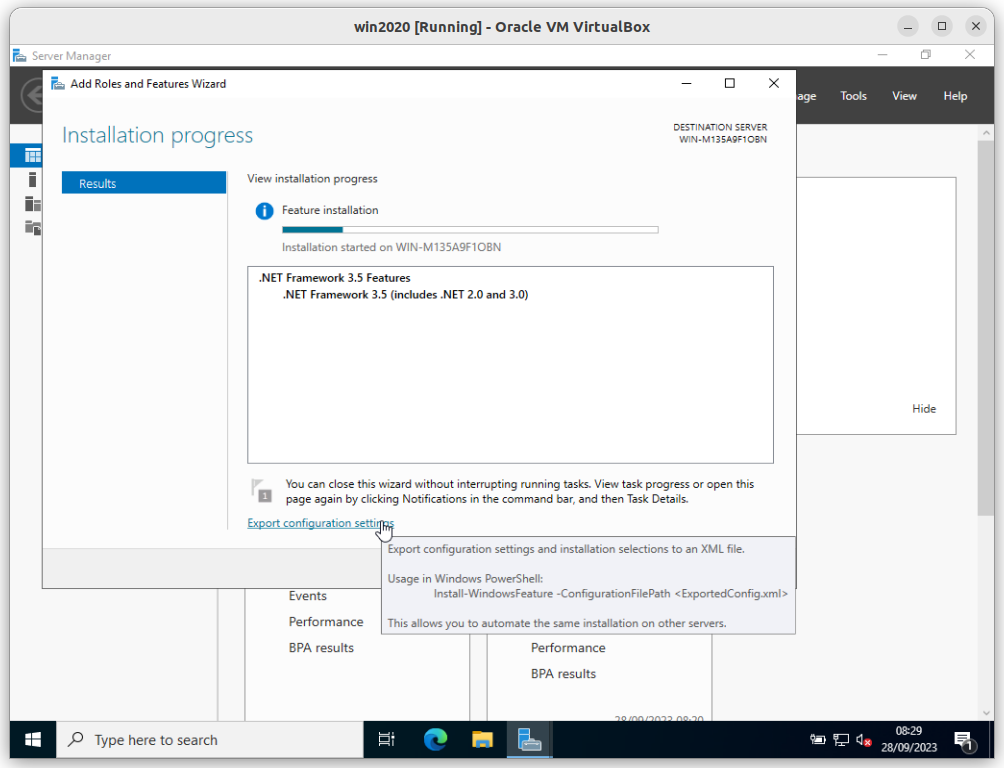 win2020 [Running] - Oracle VM VirtualBox
Server Manager
Add Roles and Features Wizard
Tools
View
Help
Installation progress
DESTINATION SERVER
WIN-M135A9F1OBN
Results
View installation progress
Feature installation
Installation started on WIN-M135A9F1OBN
.NET Framework 3.5 Features
.NET Framework 3.5 (includes .NET 2.0 and 3.0)
Hide
1
You can close this wizard without interrupting running tasks. View task progress or open this
page again by clicking Notifications in the command bar, and then Task Details.
Export configuration settings
Export configuration settings and installation selections to an XML file.
Usage in Windows PowerShell:
Install-WindowsFeature -ConfigurationFilePath <ExportedConfig.xml>
This allows you to automate the same installation on other servers.
Events
Performance
BPA results
Performance
BPA results
28/09/2023 08:20
Type here to search
08:29
28/09/2023
1